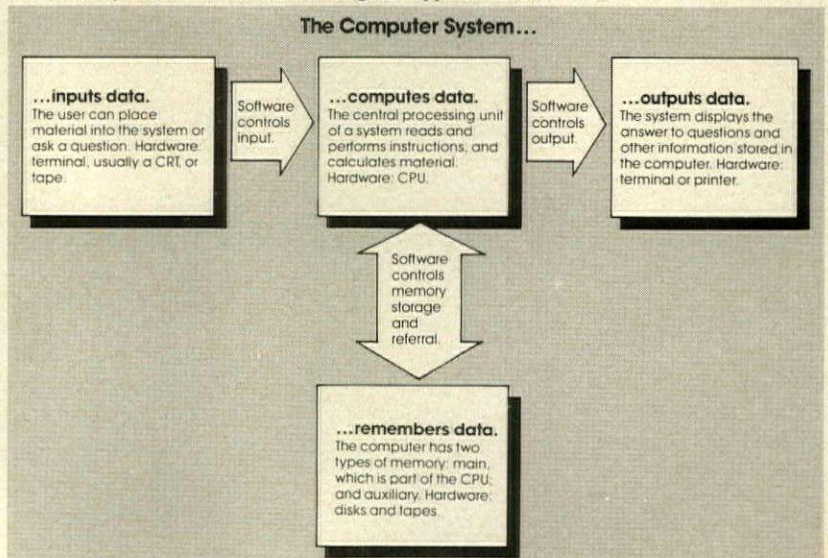 The Computer System...
...inputs data.
The user can place
material into the system or
ask a question. Hardware:
terminal, usually a CRT, or
tape.
Software
controls
input.
...computes data.
The central processing unit
of a system reads and
performs instructions, and
calculates material.
Hardware: CPU.
Software
controls
output.
...outputs data.
The system displays the
answer to questions and
other information stored in
the computer. Hardware:
terminal or printer.
Software
controls
memory
storage
and
referral.
...remembers data.
The computer has two
types of memory: main,
which is part of the CPU;
and auxiliary. Hardware:
disks and tapes.